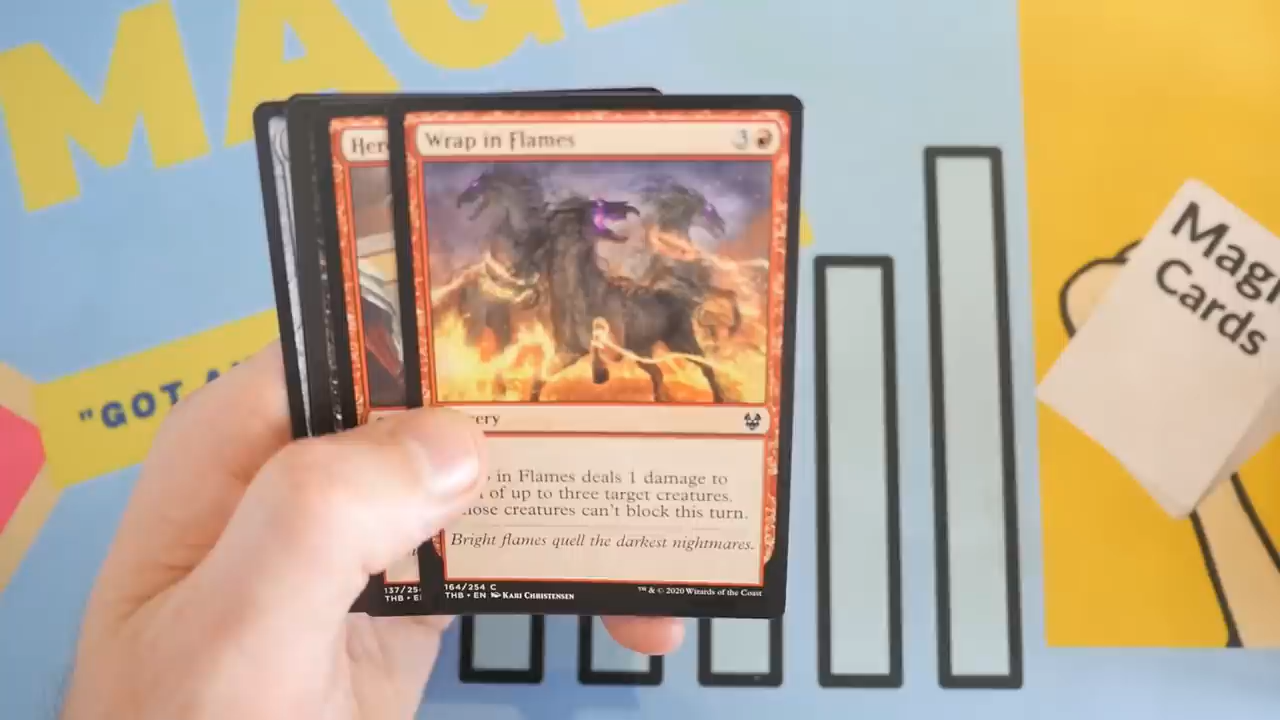 MAG
Her
Wrap in Flames
3
Magi
Cards
"GOT A
ery
in Flames deals 1 damage to
of up to three target creatures.
ose creatures can't block this turn.
Bright flames quell the darkest nightmares.
137/25
THB • E
164/254 C
THB • EN KARI CHRISTENSEN
™ & © 2020 Wizards of the Coast